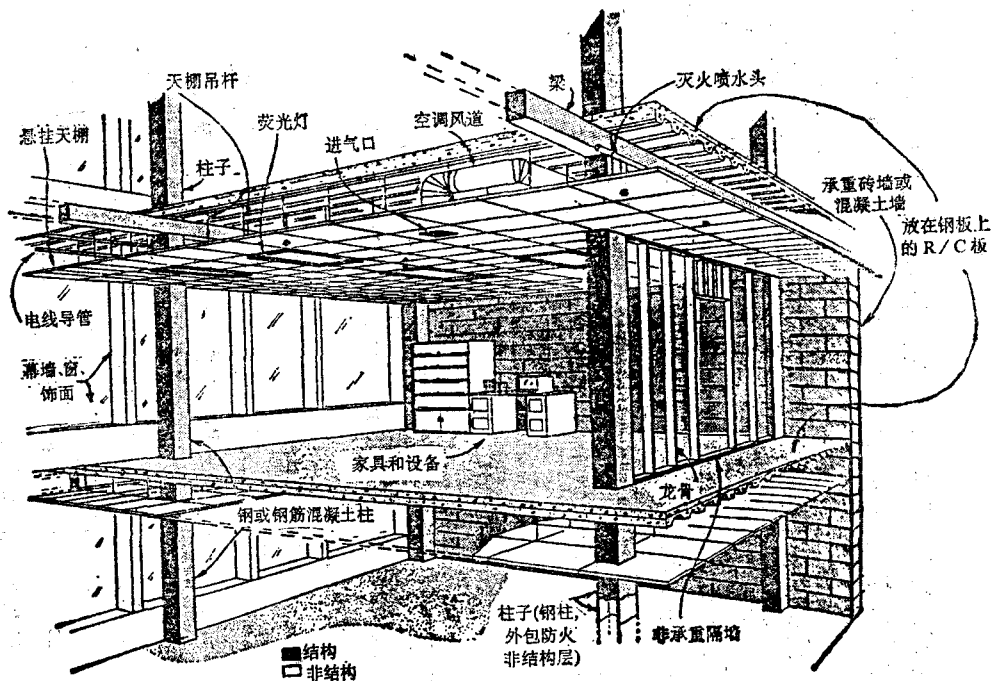 天棚吊杆
梁
灭火喷水头
荧光灯
空调风道
悬挂天棚
进气口
柱子
承重砖墙或
混凝土墙
放在钢板上
的 R/C 板
电线导管
幕墙、窗、
饰面
家具和设备
龙骨
钢或钢筋混凝土柱
柱子(钢柱,
外包防火
非结构层)
非承重隔墙
结构
非结构